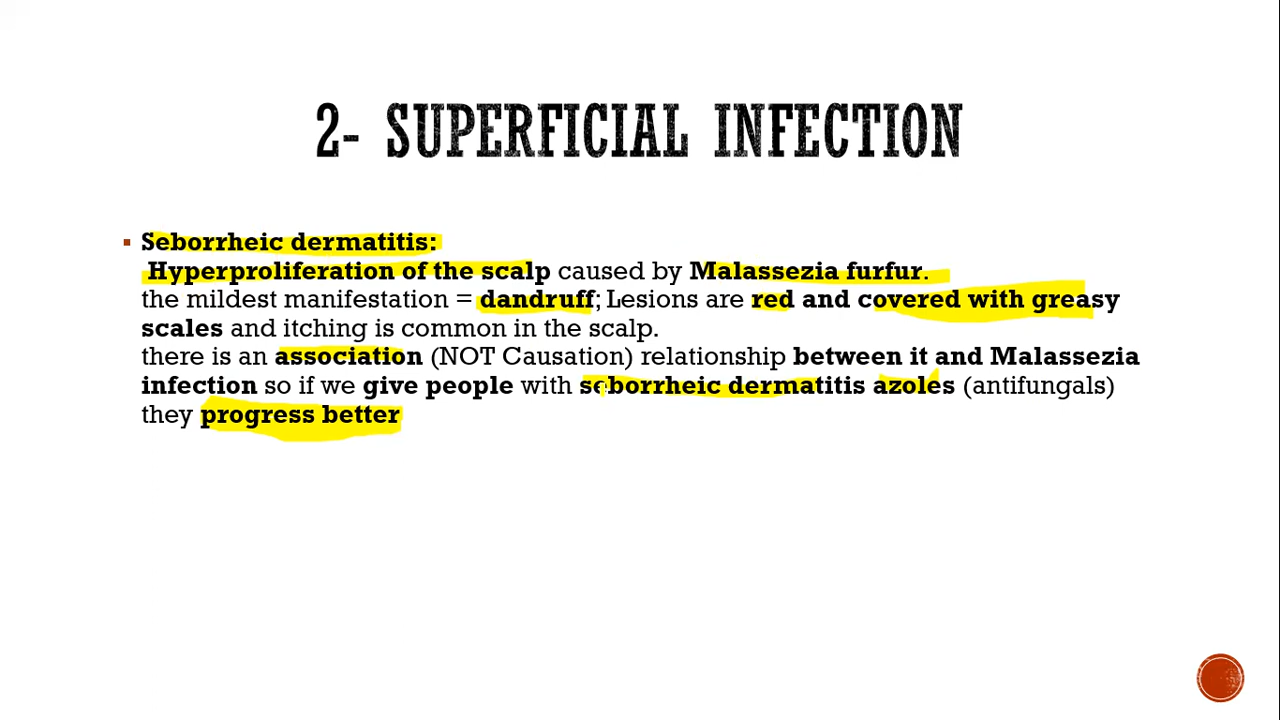 2- SUPERFICIAL INFECTION
Seborrheic dermatitis:
Hyperproliferation of the scalp caused by Malassezia furfur.
the mildest manifestation = dandruff; Lesions are red and covered with greasy
scales and itching is common in the scalp.
there is an association (NOT Causation) relationship between it and Malassezia
infection so if we give people with seborrheic dermatitis azoles (antifungals)
they progress better